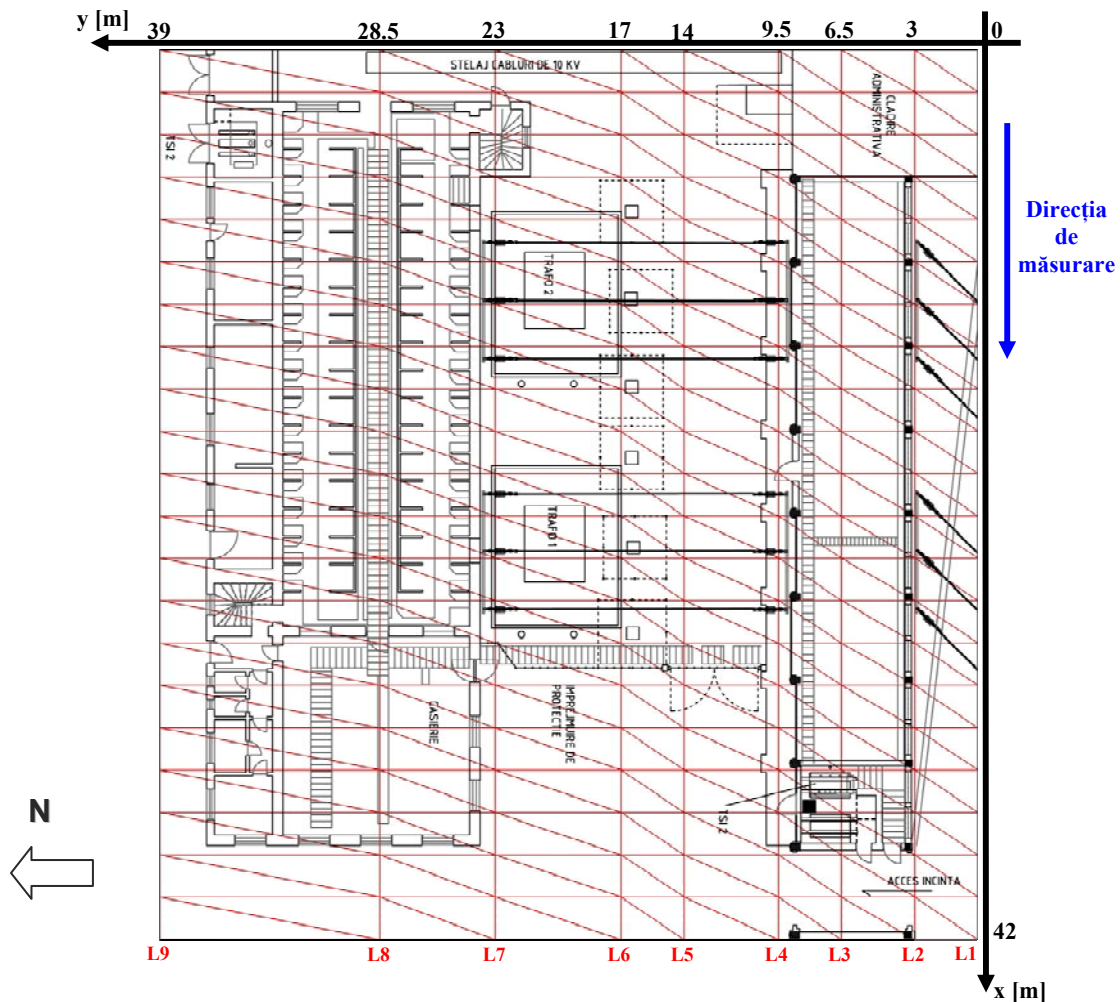 y [m]
39 28.5 23 17 14 9.5 6.5 3 0
STELAJ CABLURI DE 10 KV
CLADIRE
ADMINISTRATIVA
TSI 2
Direcția
de
măsurare
TRAFO 2
TRAFO 1
CASIERIE
IMPREJMUIRE DE
PROTECTIE
TSI 2
N
ACCES INCINTA
42
L9 L8 L7 L6 L5 L4 L3 L2 L1
x [m]